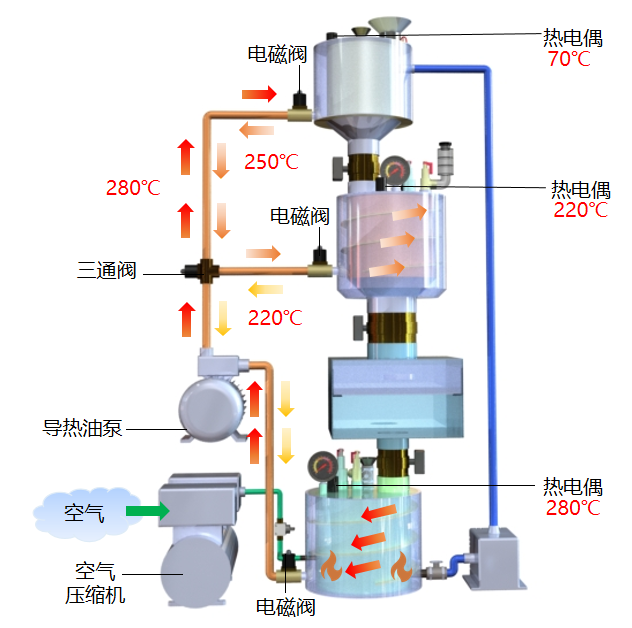 电磁阀
热电偶
70℃
250℃
280℃
热电偶
220℃
电磁阀
三通阀
220℃
导热油泵
热电偶
280℃
空气
空气
压缩机
电磁阀